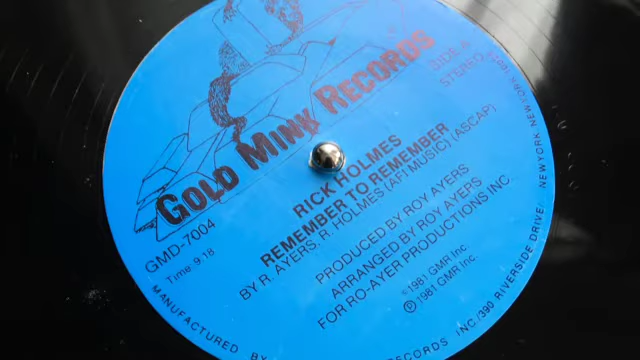 GOLD MINK RECORDS
SIDE A
STEREO
GMD-7004
Time: 9.18
RICK HOLMES
REMEMBER TO REMEMBER
BY R. AYERS, R. HOLMES (AFI MUSIC) (ASCAP)
PRODUCED BY ROY AYERS
ARRANGED BY ROY AYERS
FOR RO-AYER PRODUCTIONS INC
©1981 GMR Inc.
℗ 1981 GMR Inc.
MANUFACTURED BY
RECORDS INC./390 RIVERSIDE DRIVE/ NEWYORK, NEW YORK